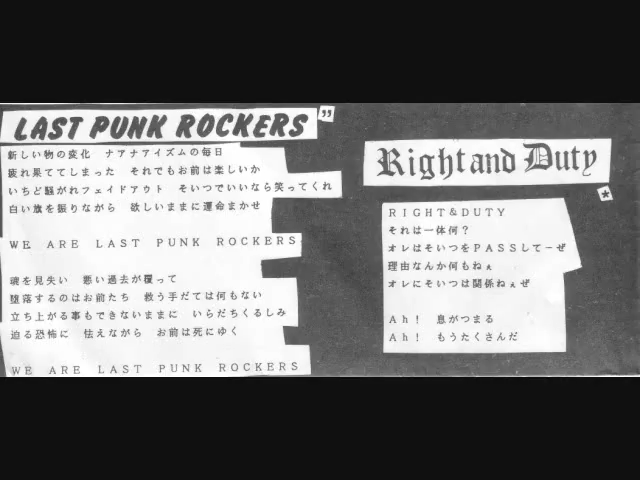 LAST PUNK ROCKERS"
新しい物の変化　ナアナアイズムの毎日
疲れ果ててしまった　それでもお前は楽しいか
いちど騒がれフェイドアウト　そいつでいいなら笑ってくれ
白い旗を振りながら　欲しいままに運命まかせ
WE ARE LAST PUNK ROCKERS
魂を見失い　悪い過去が覆って
堕落するのはお前たち　救う手だては何もない
立ち上がる事もできないままに　いらだちくるしみ
迫る恐怖に　怯えながら　お前は死にゆく
WE ARE LAST PUNK ROCKERS
Right and Duty
*
RIGHT&DUTY
それは一体何?
オレはそいつをPASSしてーぜ
理由なんか何もねぇ
オレにそいつは関係ねぇぜ
Ah!　息がつまる
Ah!　もうたくさんだ